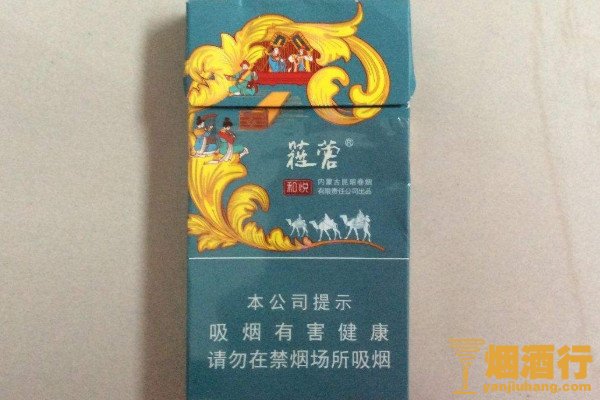 蓯蓉®
和悦
内蒙古昆明卷烟
有限责任公司出品
本公司提示
吸烟有害健康
请勿在禁烟场所吸烟
烟酒行
yanjiuhang.com